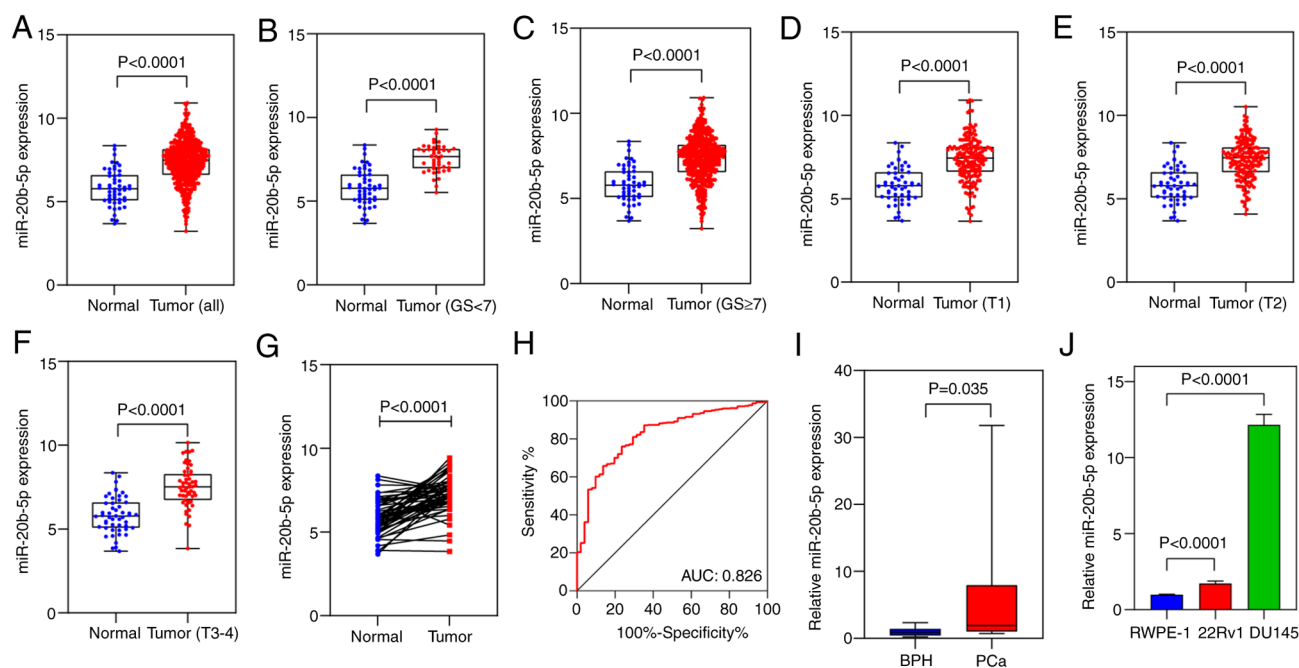 A
miR-20b-5p expression
15
10
5
0
P<0.0001
Normal
Tumor (all)
B
miR-20b-5p expression
15
10
5
0
P<0.0001
Normal
Tumor (GS<7)
C
miR-20b-5p expression
15
10
5
0
P<0.0001
Normal
Tumor (GS≥7)
D
miR-20b-5p expression
15
10
5
0
P<0.0001
Normal
Tumor (T1)
E
miR-20b-5p expression
15
10
5
0
P<0.0001
Normal
Tumor (T2)
F
miR-20b-5p expression
15
10
5
0
P<0.0001
Normal
Tumor (T3-4)
G
miR-20b-5p expression
15
10
5
0
P<0.0001
Normal
Tumor
H
Sensitivity %
100
80
60
40
20
0
AUC: 0.826
0 20 40 60 80 100
100%-Specificity%
I
Relative miR-20b-5p expression
40
30
20
10
0
P=0.035
BPH
PCa
J
Relative miR-20b-5p expression
15
10
5
0
P<0.0001
P<0.0001
RWPE-1
22Rv1
DU145